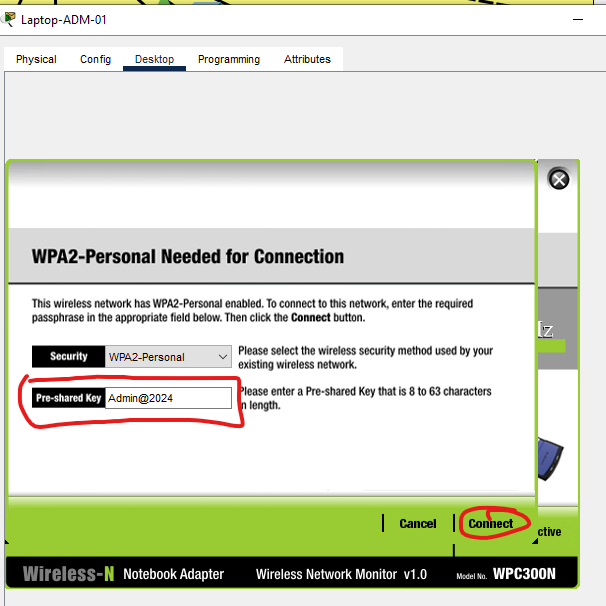 Laptop-ADM-01
Physical Config Desktop Programming Attributes
WPA2-Personal Needed for Connection
This wireless network has WPA2-Personal enabled. To connect to this network, enter the required
passphrase in the appropriate field below. Then click the Connect button.
Security WPA2-Personal
Please select the wireless security method used by your
existing wireless network.
Pre-shared Key Admin@2024
Please enter a Pre-shared Key that is 8 to 63 characters
in length.
Hz
Cancel Connect
ctive
Wireless-N Notebook Adapter Wireless Network Monitor v1.0 Model No. WPC300N